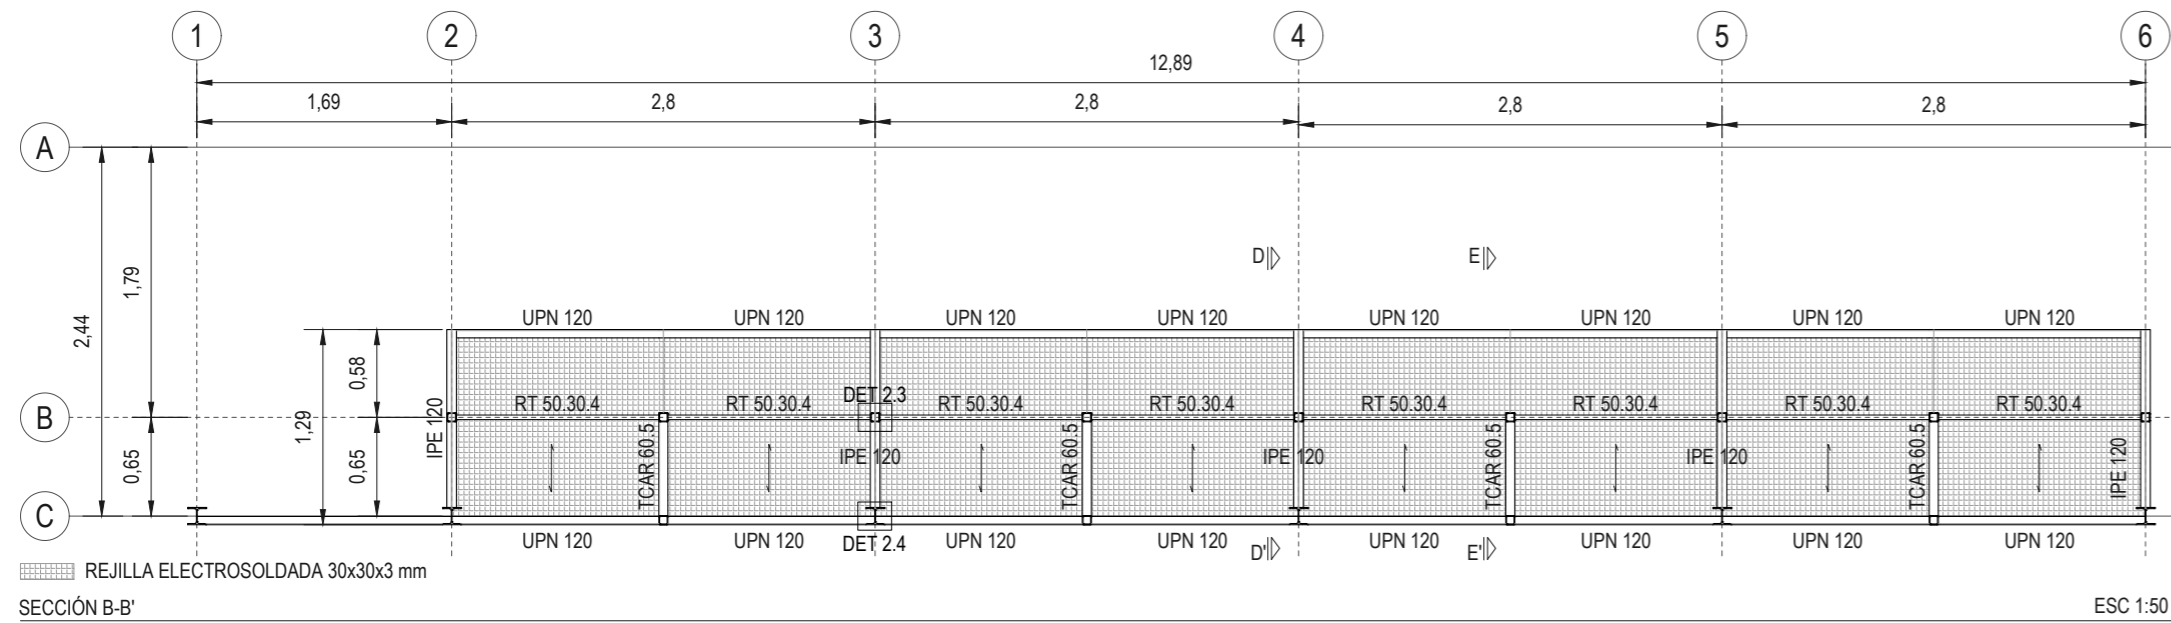 1 2 3 4 5 6
12,89
1,69 2,8 2,8 2,8 2,8
A
1,79
2,44
D E
UPN 120 UPN 120 UPN 120 UPN 120 UPN 120 UPN 120 UPN 120 UPN 120
0,58
1,29
DET 2.3
RT 50.30.4 RT 50.30.4 RT 50.30.4 RT 50.30.4 RT 50.30.4 RT 50.30.4 RT 50.30.4 RT 50.30.4
B
0,65 0,65
IPE 120 TCAR 60.5 IPE 120 TCAR 60.5 IPE 120 TCAR 60.5 IPE 120 TCAR 60.5 IPE 120
C
UPN 120 UPN 120 DET 2.4 UPN 120 UPN 120 D' UPN 120 E' UPN 120 UPN 120 UPN 120
REJILLA ELECTROSOLDADA 30x30x3 mm
SECCIÓN B-B' ESC 1:50